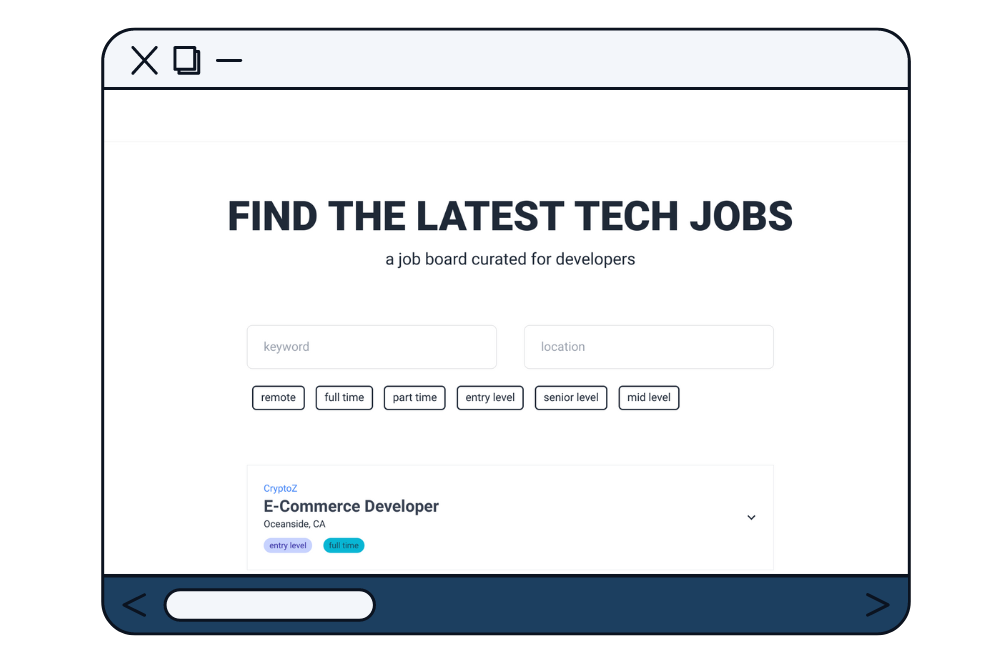 FIND THE LATEST TECH JOBS
a job board curated for developers
keyword location
remote full time part time entry level senior level mid level
CryptoZ
E-Commerce Developer
Oceanside, CA
entry level full time